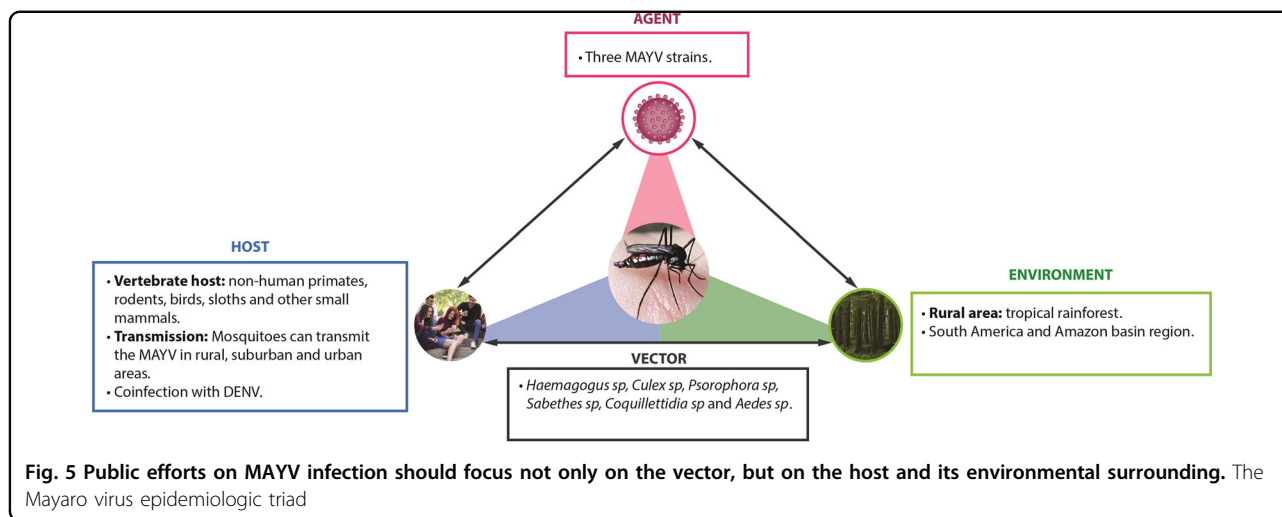 AGENT
• Three MAYV strains.
HOST
• Vertebrate host: non-human primates,
rodents, birds, sloths and other small
mammals.
• Transmission: Mosquitoes can transmit
the MAYV in rural, suburban and urban
areas.
• Coinfection with DENV.
ENVIRONMENT
• Rural area: tropical rainforest.
• South America and Amazon basin region.
VECTOR
• Haemagogus sp, Culex sp, Psorophora sp,
Sabethes sp, Coquillettidia sp and Aedes sp.
Fig. 5 Public efforts on MAYV infection should focus not only on the vector, but on the host and its environmental surrounding. The
Mayaro virus epidemiologic triad